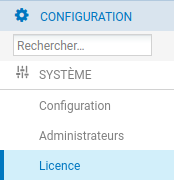 CONFIGURATION
Rechercher...
SYSTÈME
Configuration
Administrateurs
Licence